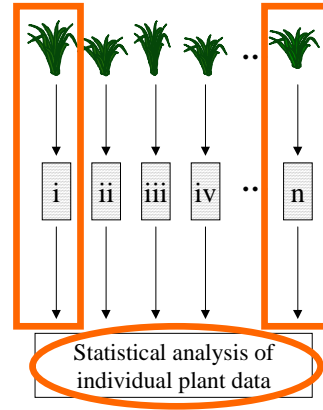 ..
i ii iii iv .. n
Statistical analysis of
individual plant data